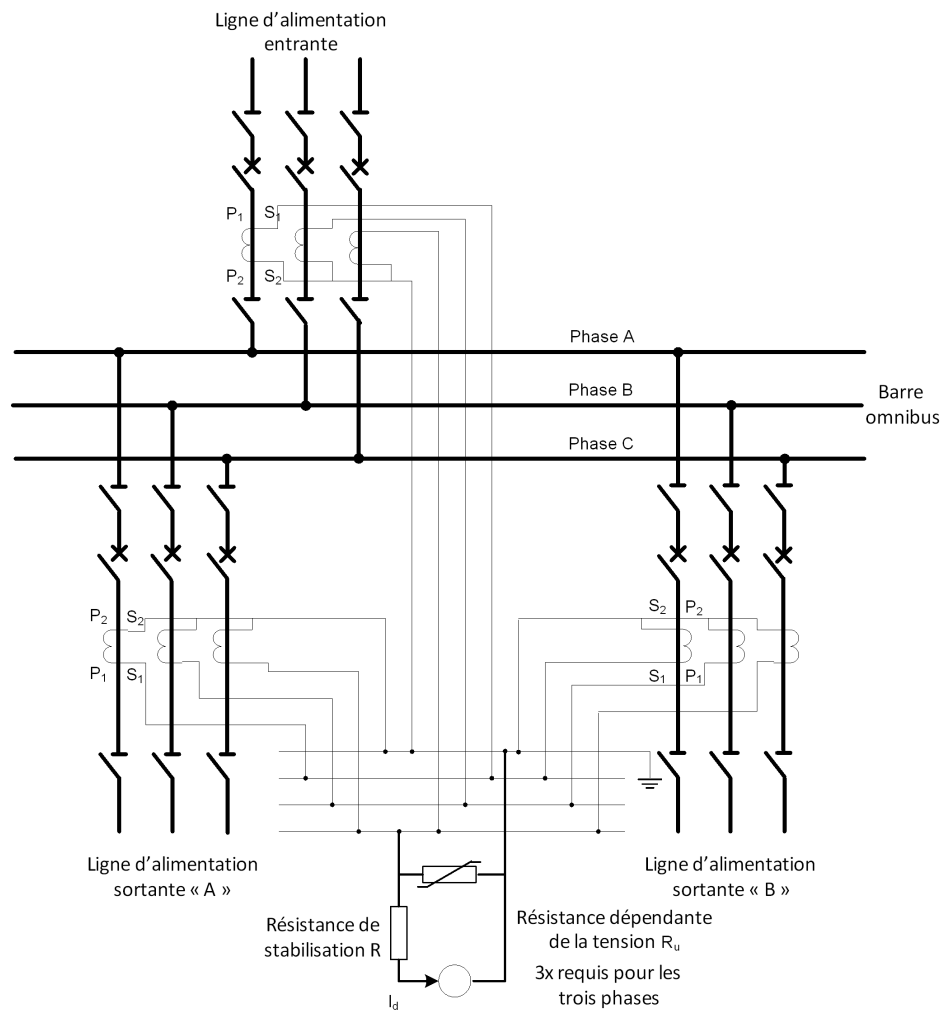 Ligne d’alimentation
entrante
P₁ S₁
P₂ S₂
Phase A
Phase B
Barre
omnibus
Phase C
P₂ S₂
P₁ S₁
S₂ P₂
S₁ P₁
Ligne d’alimentation
sortante « A »
Ligne d’alimentation
sortante « B »
Résistance de
stabilisation R
Résistance dépendante
de la tension Rᵤ
3x requis pour les
trois phases
I_d